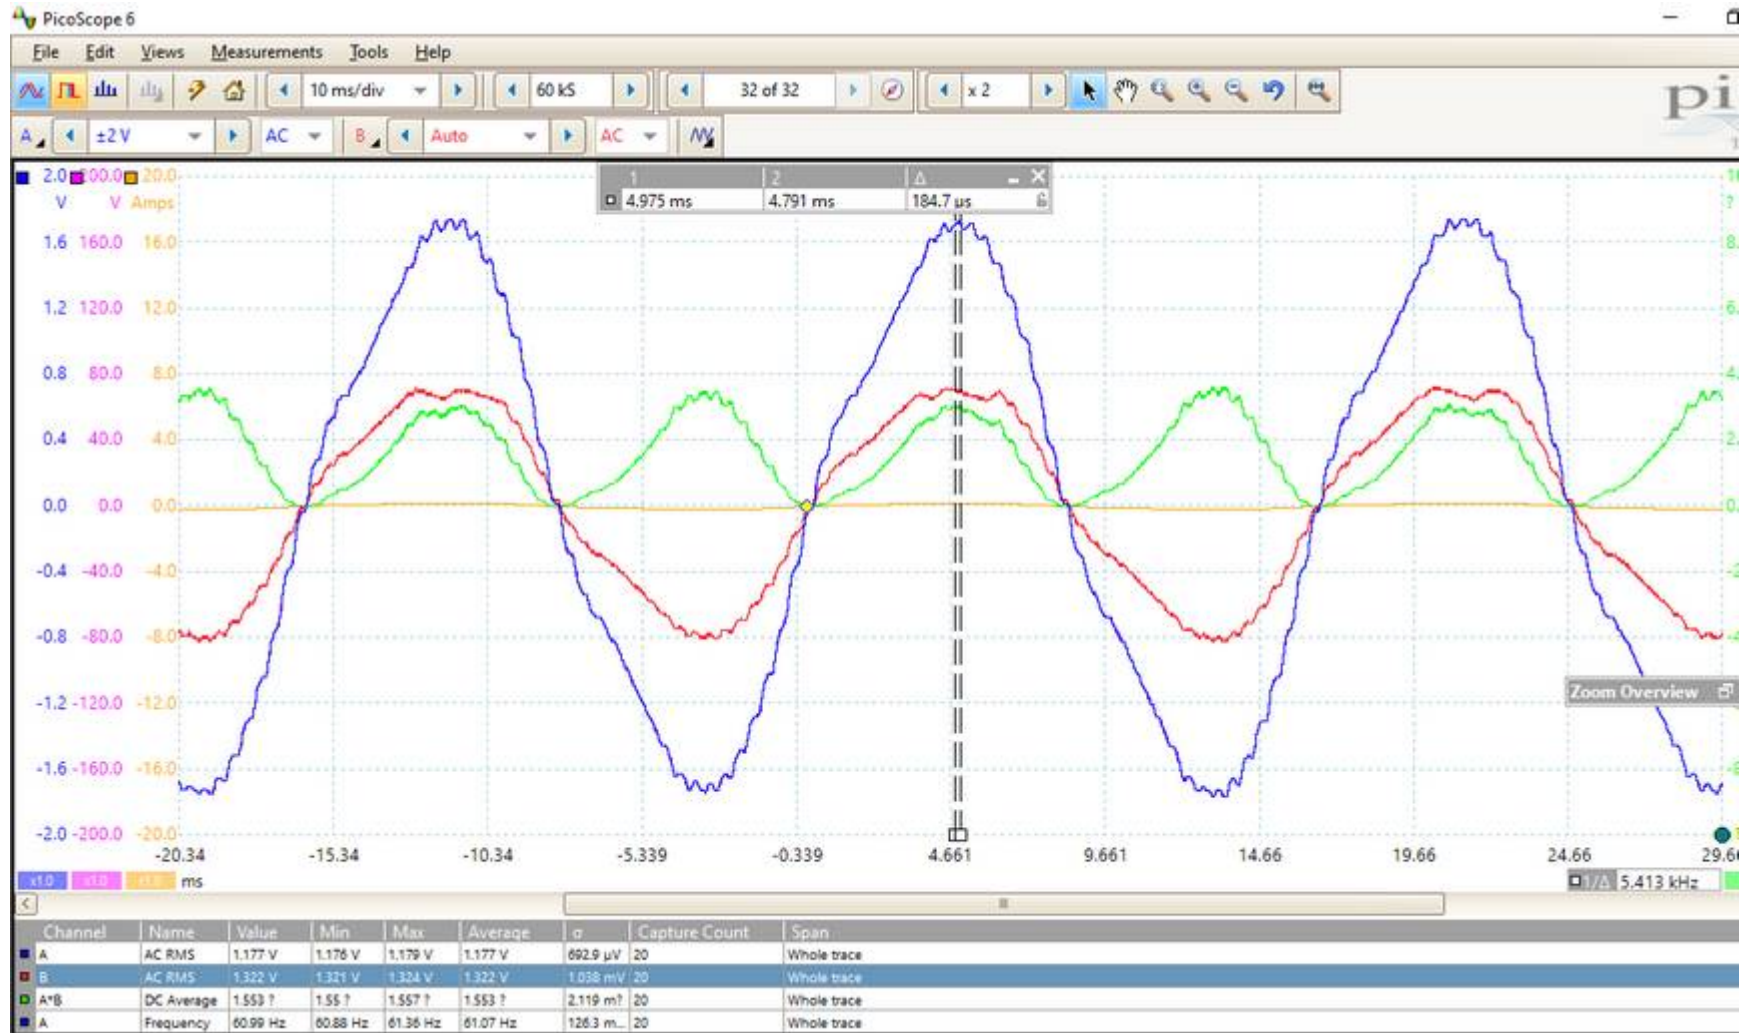 PicoScope 6
File Edit Views Measurements Tools Help
10 ms/div 60 kS 32 of 32 x 2
pi
A ±2 V AC B Auto AC
1 2 Δ
4.975 ms 4.791 ms 184.7 µs
2.0 200.0 20.0
V V Amps
1.6 160.0 16.0
1.2 120.0 12.0
0.8 80.0 8.0
0.4 40.0 4.0
0.0 0.0 0.0
-0.4 -40.0 -4.0
-0.8 -80.0 -8.0
-1.2 -120.0 -12.0
Zoom Overview
-1.6 -160.0 -16.0
-2.0 -200.0 -20.0
-20.34 -15.34 -10.34 -5.339 -0.339 4.661 9.661 14.66 19.66 24.66 29.6
x1.0 x1.0 x1.0 ms 1/Δ 5.413 kHz
Channel Name Value Min Max Average σ Capture Count Span
A AC RMS 1.177 V 1.176 V 1.179 V 1.177 V 692.9 µV 20 Whole trace
B AC RMS 1.322 V 1.321 V 1.324 V 1.322 V 1.038 mV 20 Whole trace
A*B DC Average 1.553 ? 1.55 ? 1.557 ? 1.553 ? 2.119 m? 20 Whole trace
A Frequency 60.99 Hz 60.88 Hz 61.36 Hz 61.07 Hz 126.3 m... 20 Whole trace